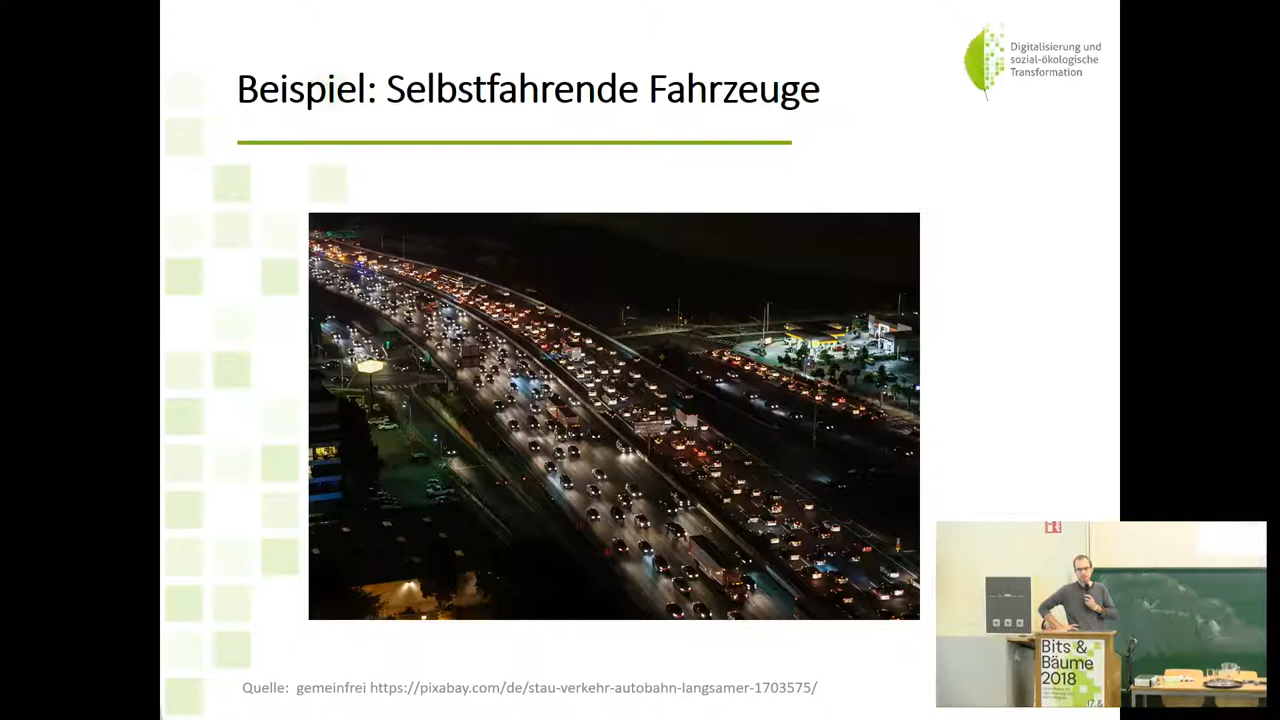 Beispiel: Selbstfahrende Fahrzeuge
Digitalisierung und
sozial-ökologische
Transformation
Quelle: gemeinfrei https://pixabay.com/de/stau-verkehr-autobahn-langsamer-1703575/
Bits &
Bäume
2018
17. &